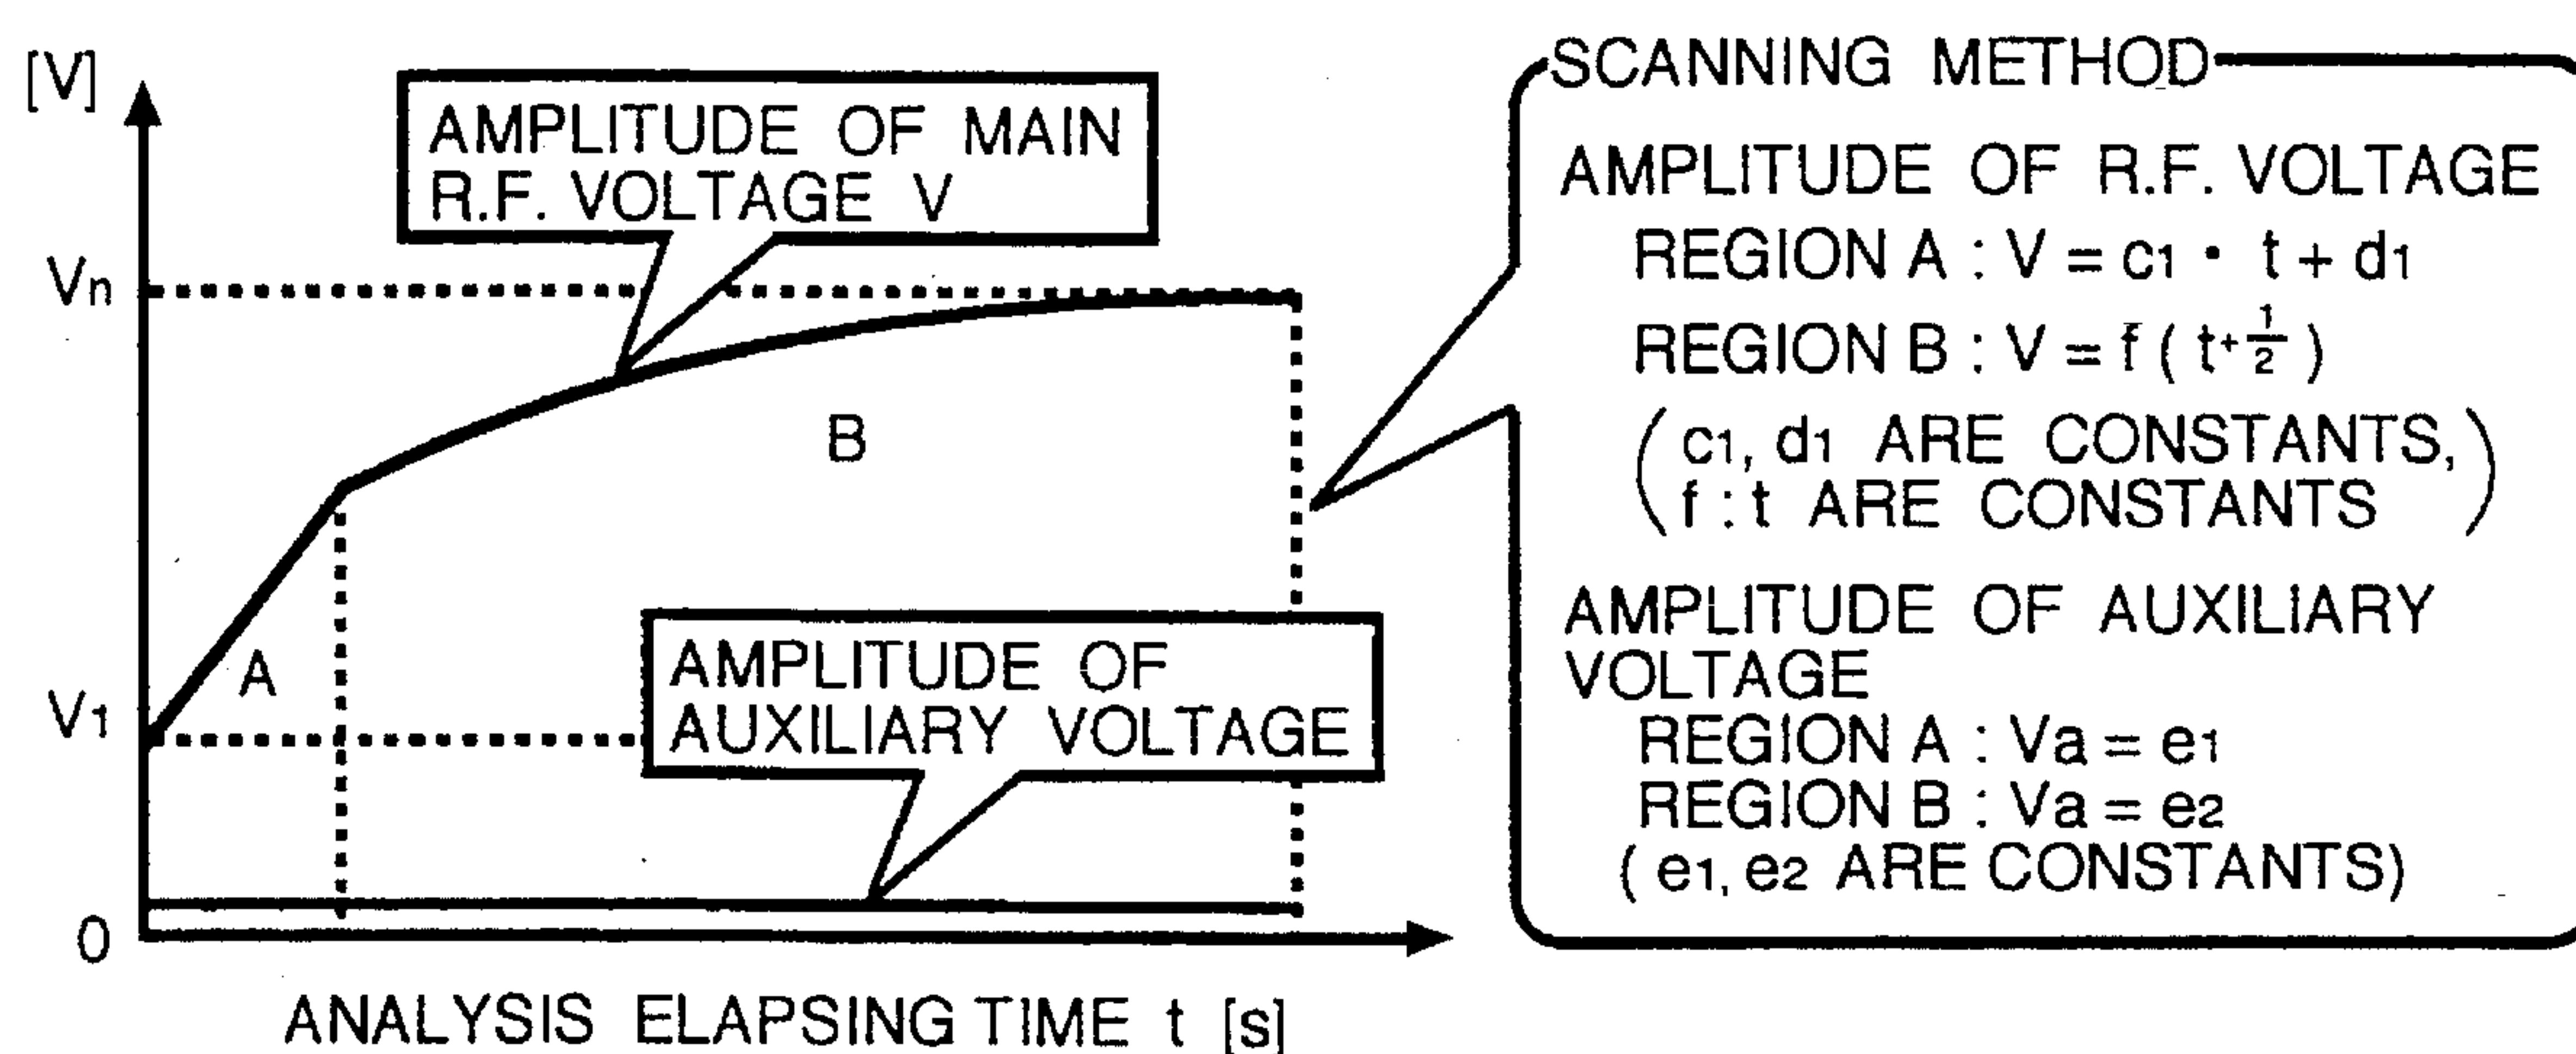 [V]
AMPLITUDE OF MAIN
R.F. VOLTAGE V
Vn
B
A
V1
AMPLITUDE OF
AUXILIARY VOLTAGE
0
ANALYSIS ELAPSING TIME t [s]
SCANNING METHOD
AMPLITUDE OF R.F. VOLTAGE
REGION A : V = c1 · t + d1
REGION B : V = f ( t+1/2 )
( c1, d1 ARE CONSTANTS,
f : t ARE CONSTANTS )
AMPLITUDE OF AUXILIARY
VOLTAGE
REGION A : Va = e1
REGION B : Va = e2
( e1, e2 ARE CONSTANTS)